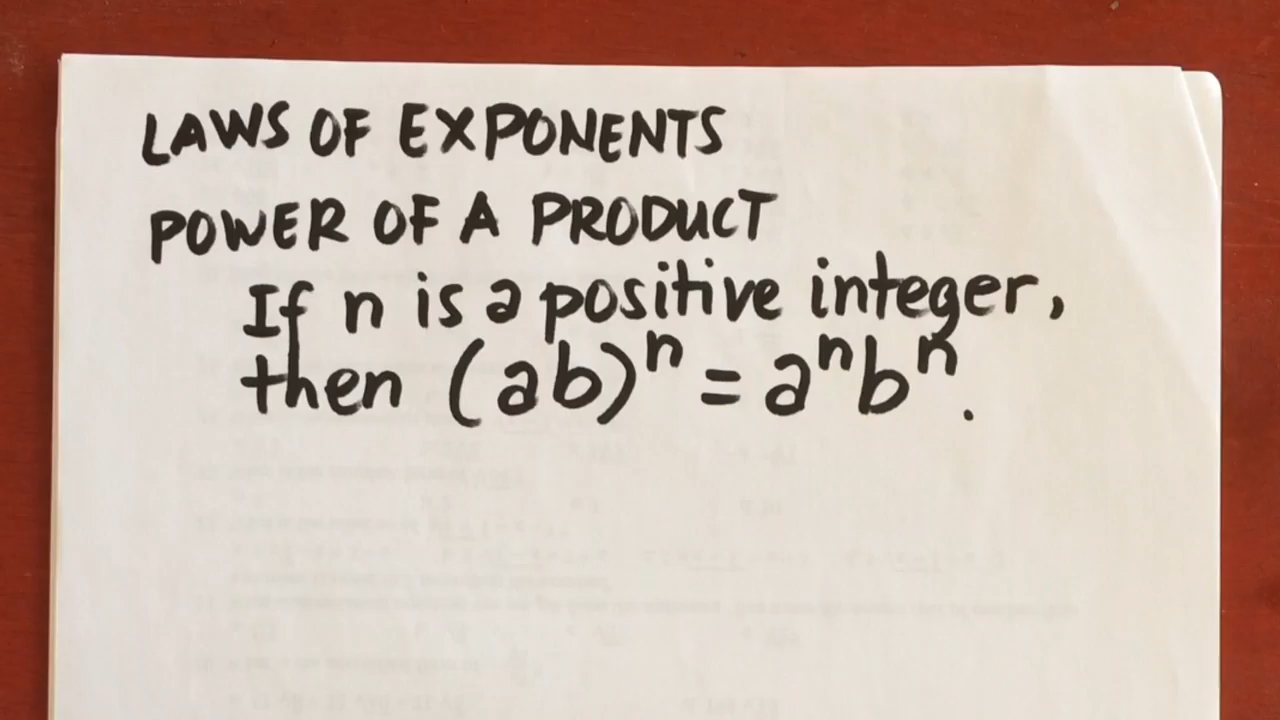 LAWS OF EXPONENTS
POWER OF A PRODUCT
If n is a positive integer,
then (ab)ⁿ = aⁿbⁿ.